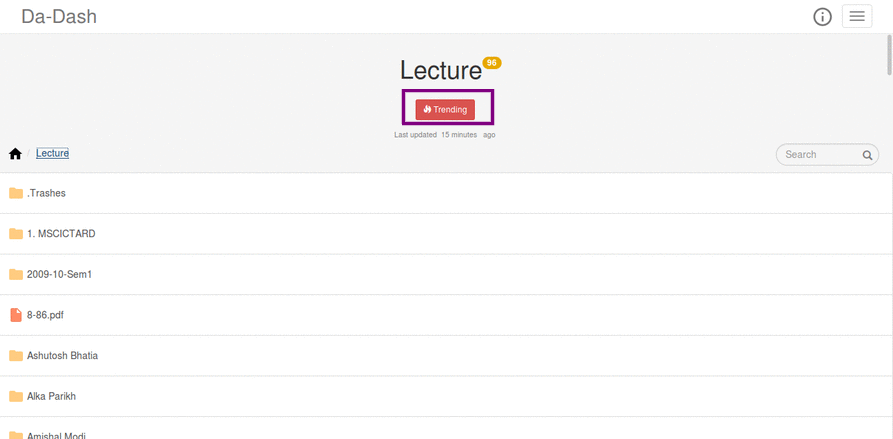 Da-Dash
Lecture 96
Trending
Last updated 15 minutes ago
Lecture
Search
.Trashes
1. MSCICTARD
2009-10-Sem1
8-86.pdf
Ashutosh Bhatia
Alka Parikh
Amishal Modi